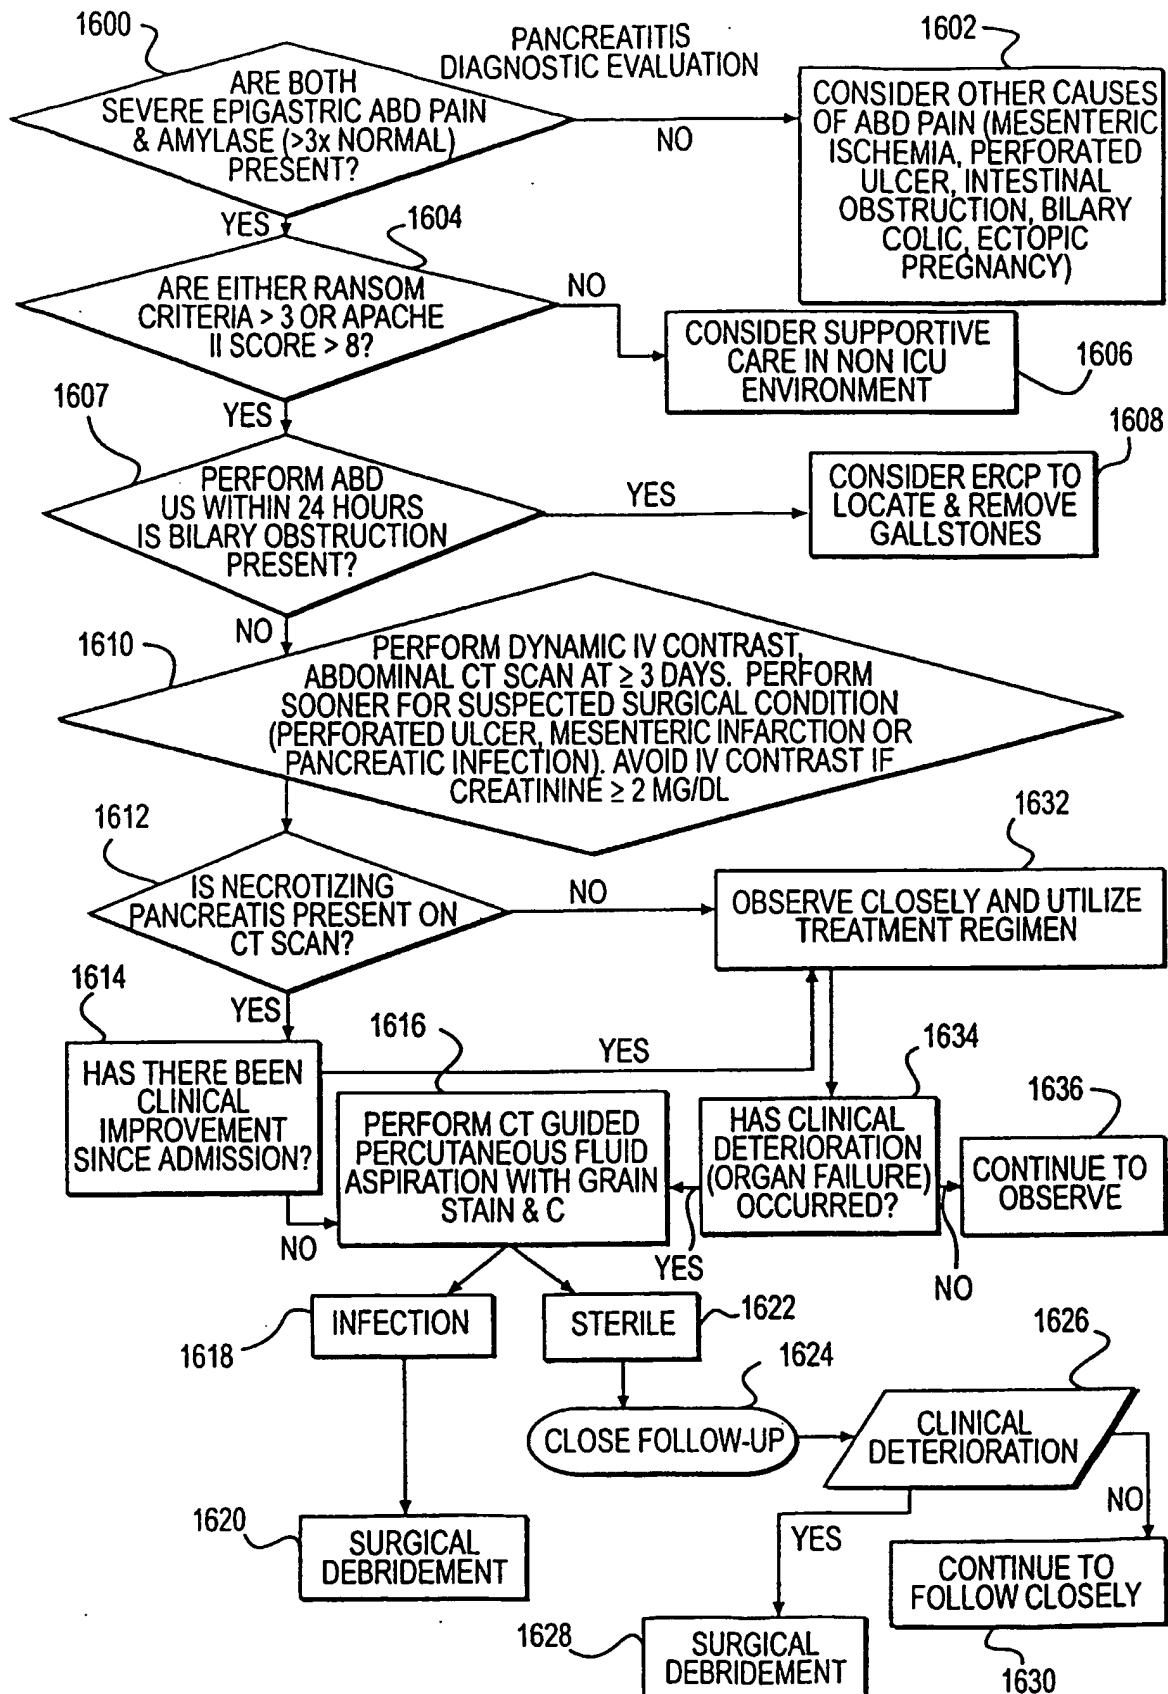 1600
PANCREATITIS
DIAGNOSTIC EVALUATION
1602
ARE BOTH
SEVERE EPIGASTRIC ABD PAIN
& AMYLASE (>3x NORMAL)
PRESENT?
NO
CONSIDER OTHER CAUSES
OF ABD PAIN (MESENTERIC
ISCHEMIA, PERFORATED
ULCER, INTESTINAL
OBSTRUCTION, BILARY
COLIC, ECTOPIC
PREGNANCY)
YES
1604
ARE EITHER RANSOM
CRITERIA > 3 OR APACHE
II SCORE > 8?
NO
CONSIDER SUPPORTIVE
CARE IN NON ICU
ENVIRONMENT
1606
YES
1607
PERFORM ABD
US WITHIN 24 HOURS
IS BILARY OBSTRUCTION
PRESENT?
YES
1608
CONSIDER ERCP TO
LOCATE & REMOVE
GALLSTONES
NO
1610
PERFORM DYNAMIC IV CONTRAST,
ABDOMINAL CT SCAN AT ≥ 3 DAYS. PERFORM
SOONER FOR SUSPECTED SURGICAL CONDITION
(PERFORATED ULCER, MESENTERIC INFARCTION OR
PANCREATIC INFECTION). AVOID IV CONTRAST IF
CREATININE ≥ 2 MG/DL
1612
IS NECROTIZING
PANCREATIS PRESENT ON
CT SCAN?
NO
1632
OBSERVE CLOSELY AND UTILIZE
TREATMENT REGIMEN
YES
1614
HAS THERE BEEN
CLINICAL
IMPROVEMENT
SINCE ADMISSION?
YES
NO
1616
PERFORM CT GUIDED
PERCUTANEOUS FLUID
ASPIRATION WITH GRAIN
STAIN & C
1634
HAS CLINICAL
DETERIORATION
(ORGAN FAILURE)
OCCURRED?
YES
NO
1636
CONTINUE TO
OBSERVE
INFECTION
1618
STERILE
1622
1624
CLOSE FOLLOW-UP
1626
CLINICAL
DETERIORATION
1620
SURGICAL
DEBRIDEMENT
YES
NO
1628
SURGICAL
DEBRIDEMENT
CONTINUE TO
FOLLOW CLOSELY
1630